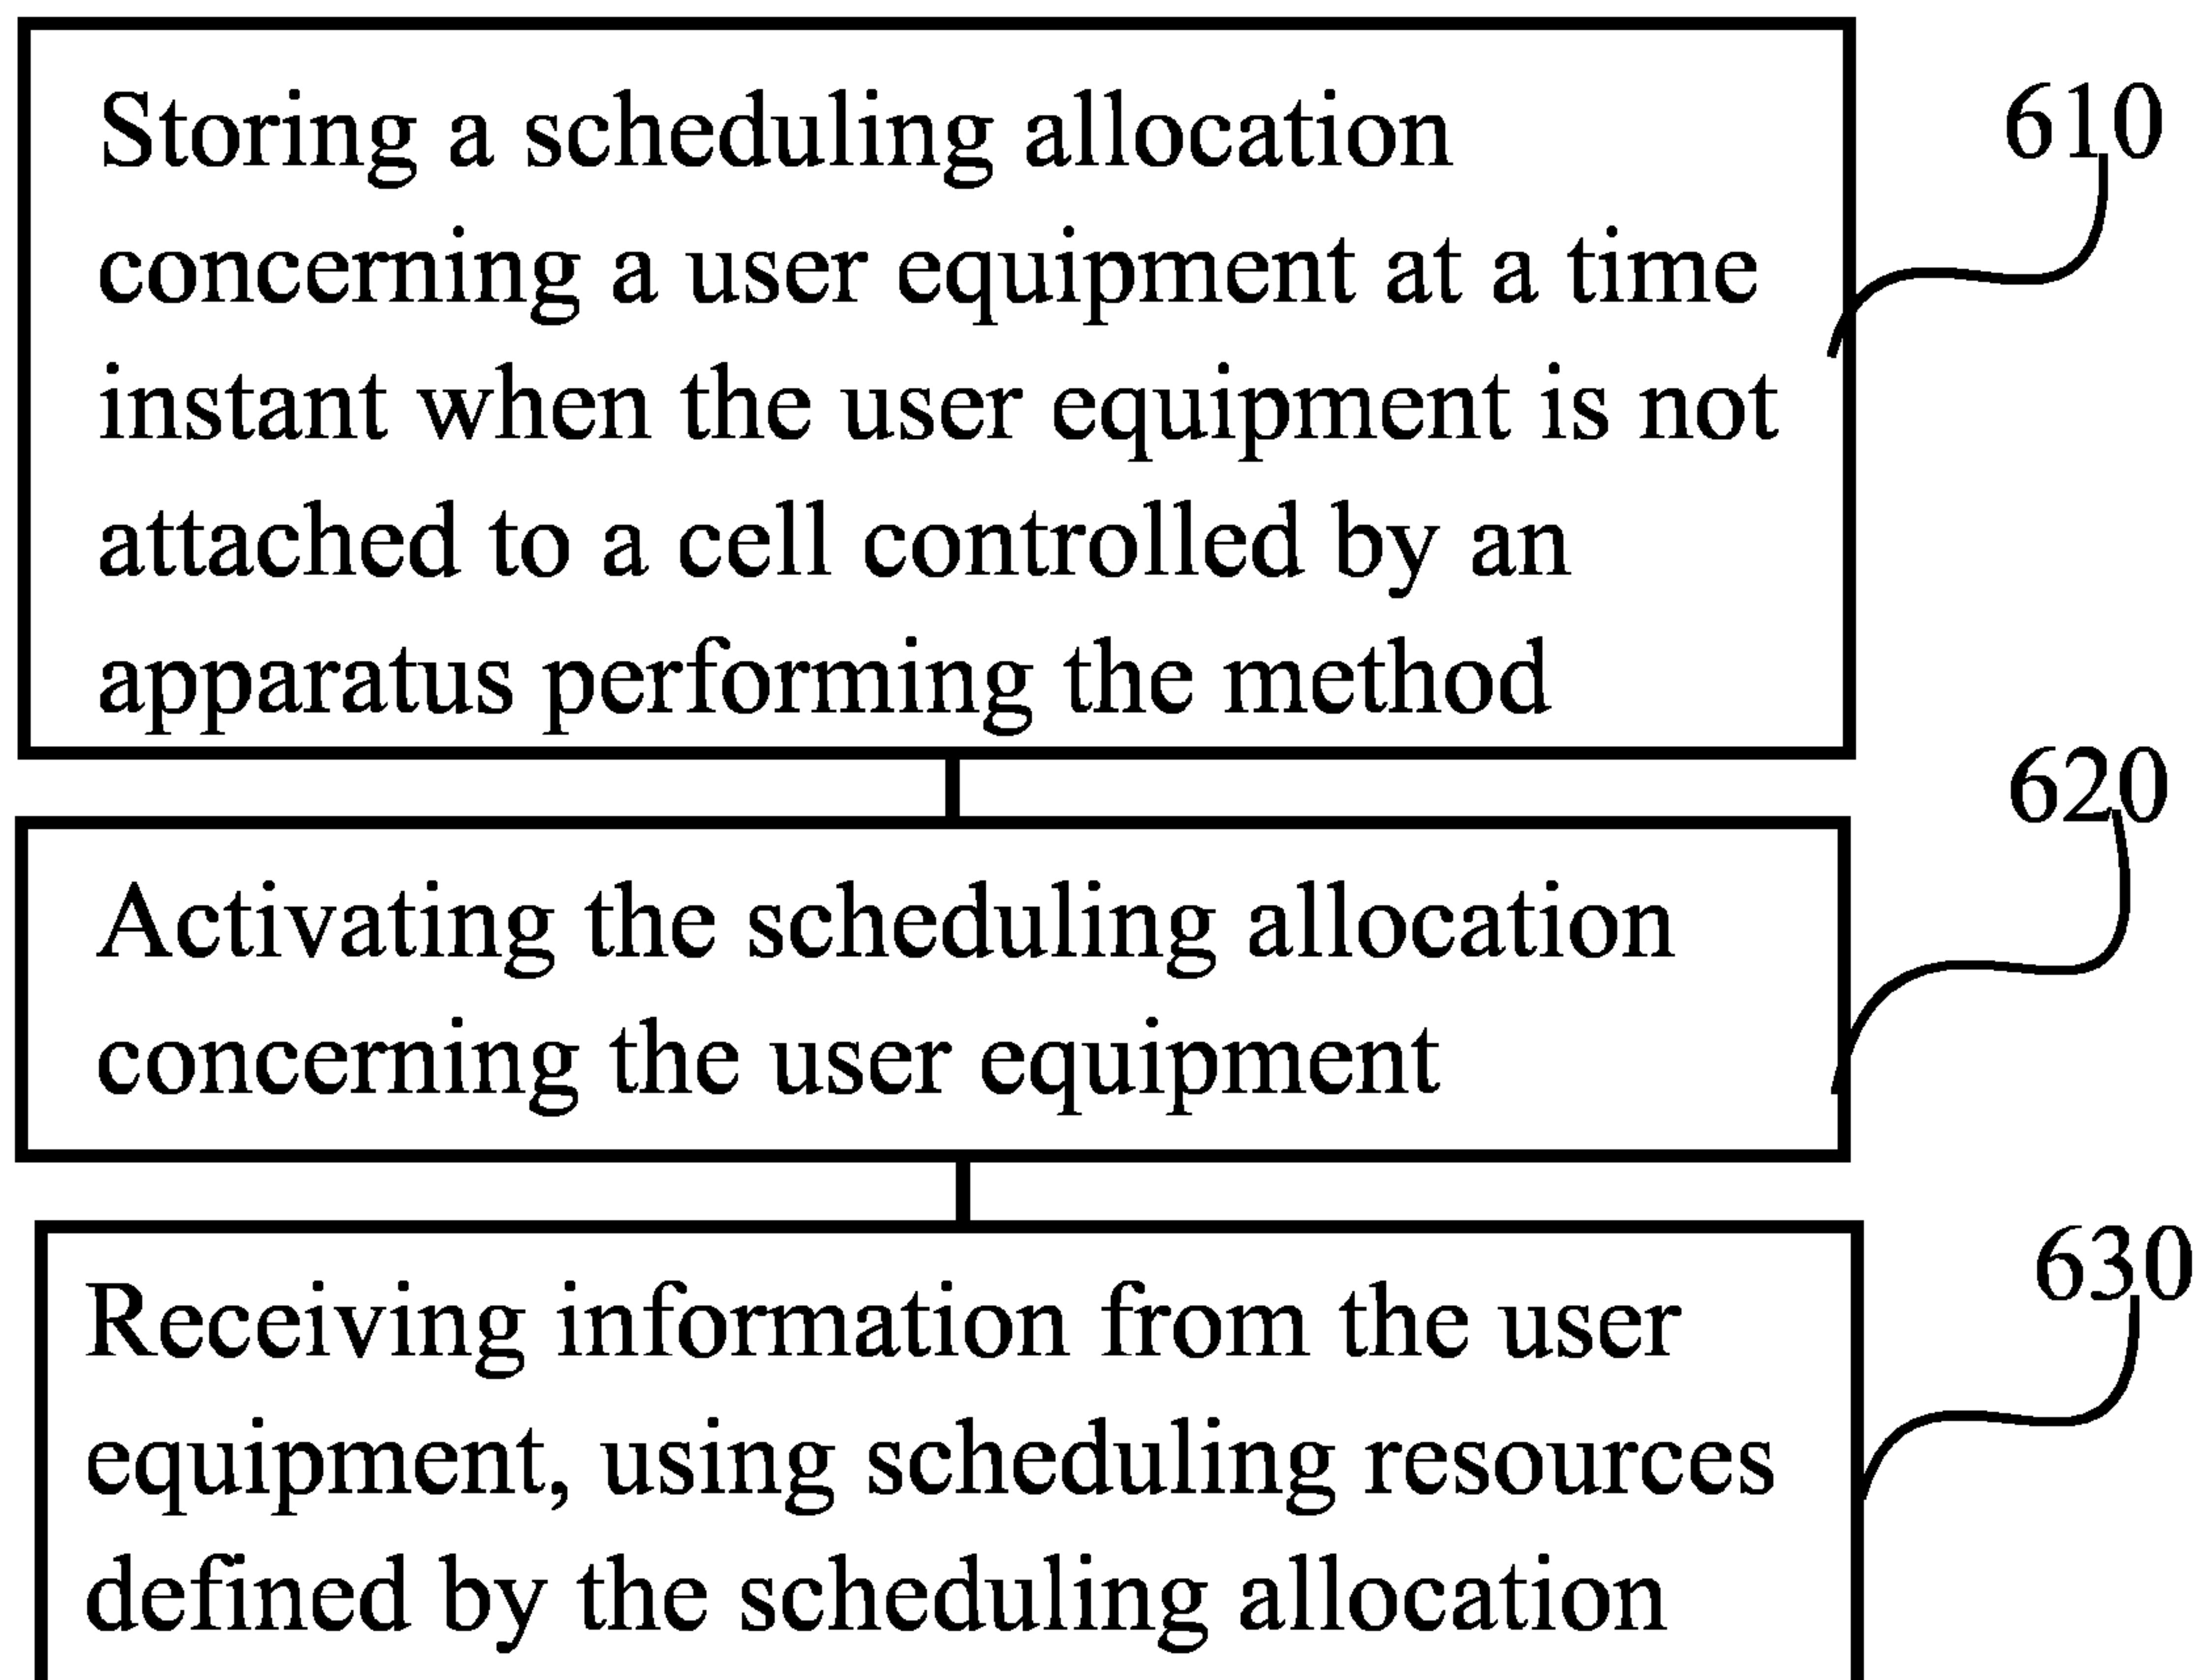 Storing a scheduling allocation
concerning a user equipment at a time
instant when the user equipment is not
attached to a cell controlled by an
apparatus performing the method
610
Activating the scheduling allocation
concerning the user equipment
620
Receiving information from the user
equipment, using scheduling resources
defined by the scheduling allocation
630